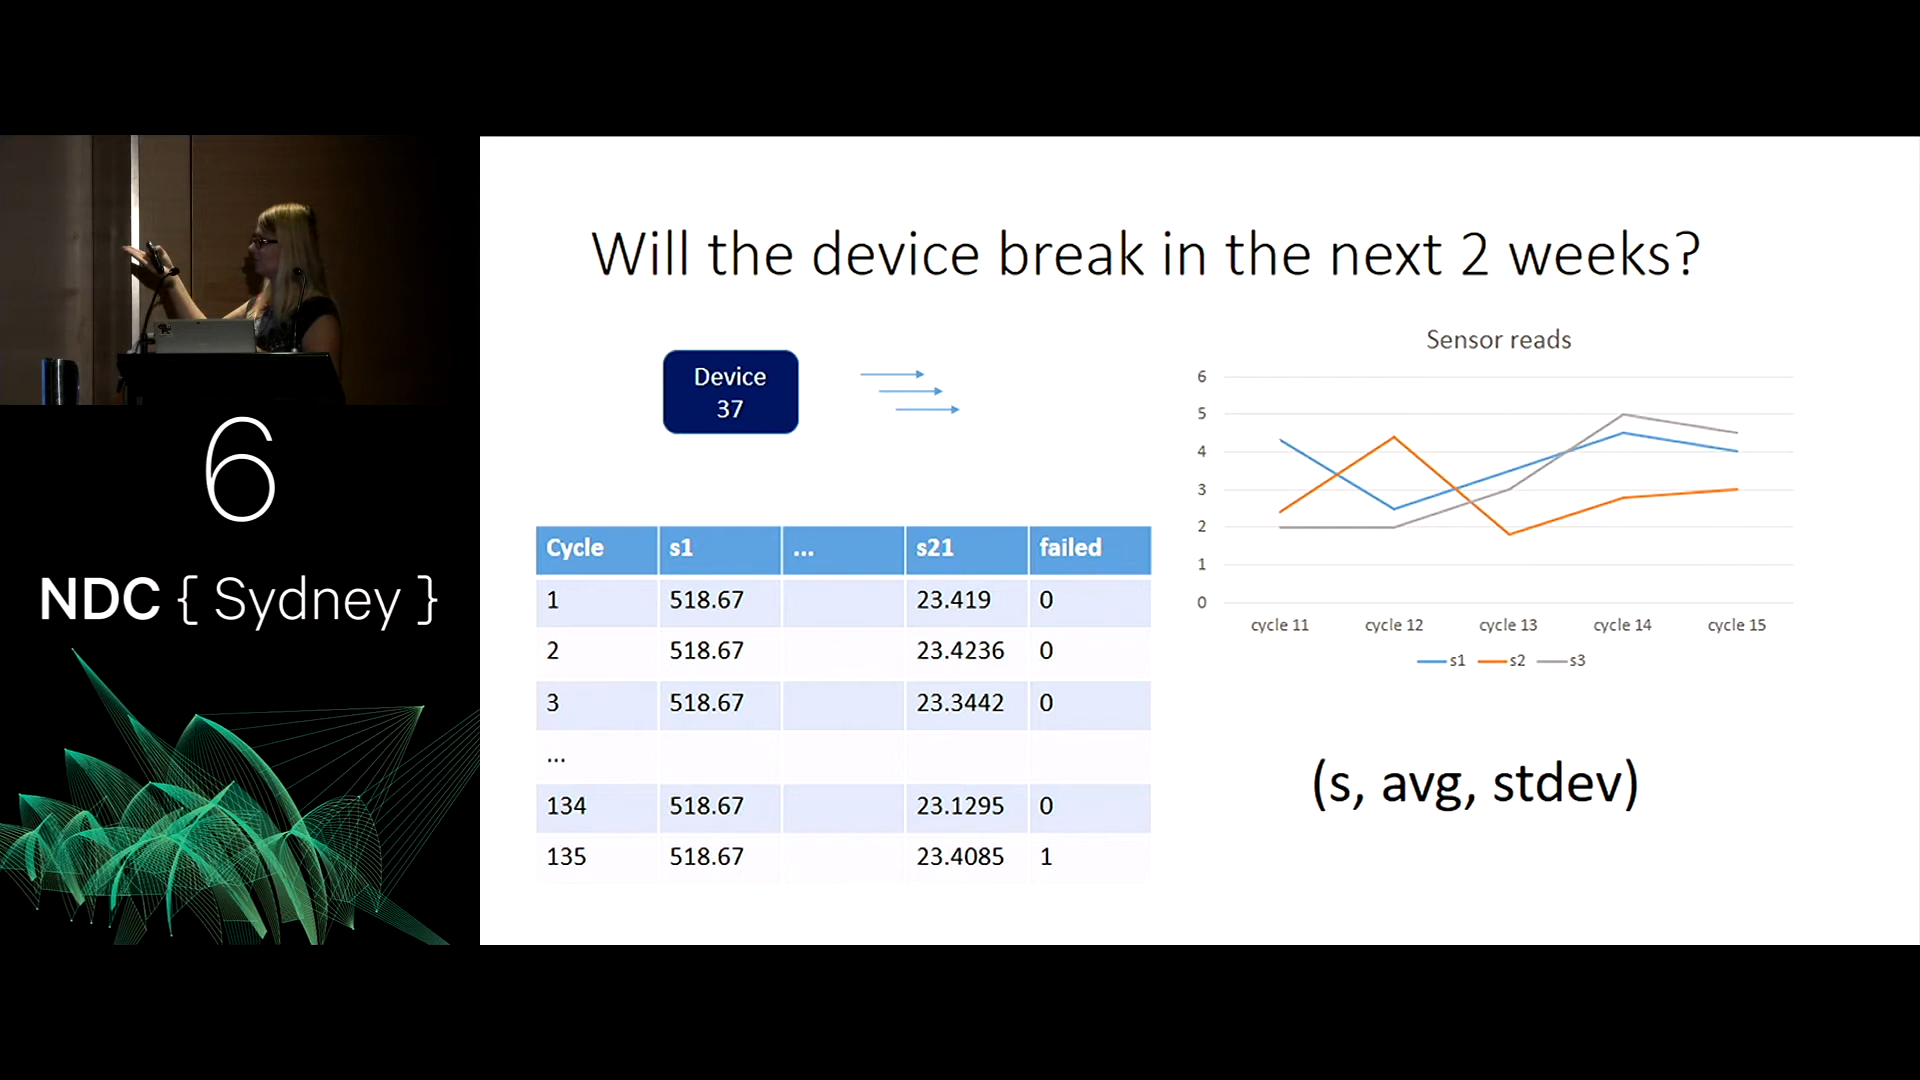 6
NDC { Sydney }
Will the device break in the next 2 weeks?
Device
37
Cycle s1 ... s21 failed
1 518.67 23.419 0
2 518.67 23.4236 0
3 518.67 23.3442 0
...
134 518.67 23.1295 0
135 518.67 23.4085 1
Sensor reads
6
5
4
3
2
1
0
cycle 11 cycle 12 cycle 13 cycle 14 cycle 15
s1 s2 s3
(s, avg, stdev)